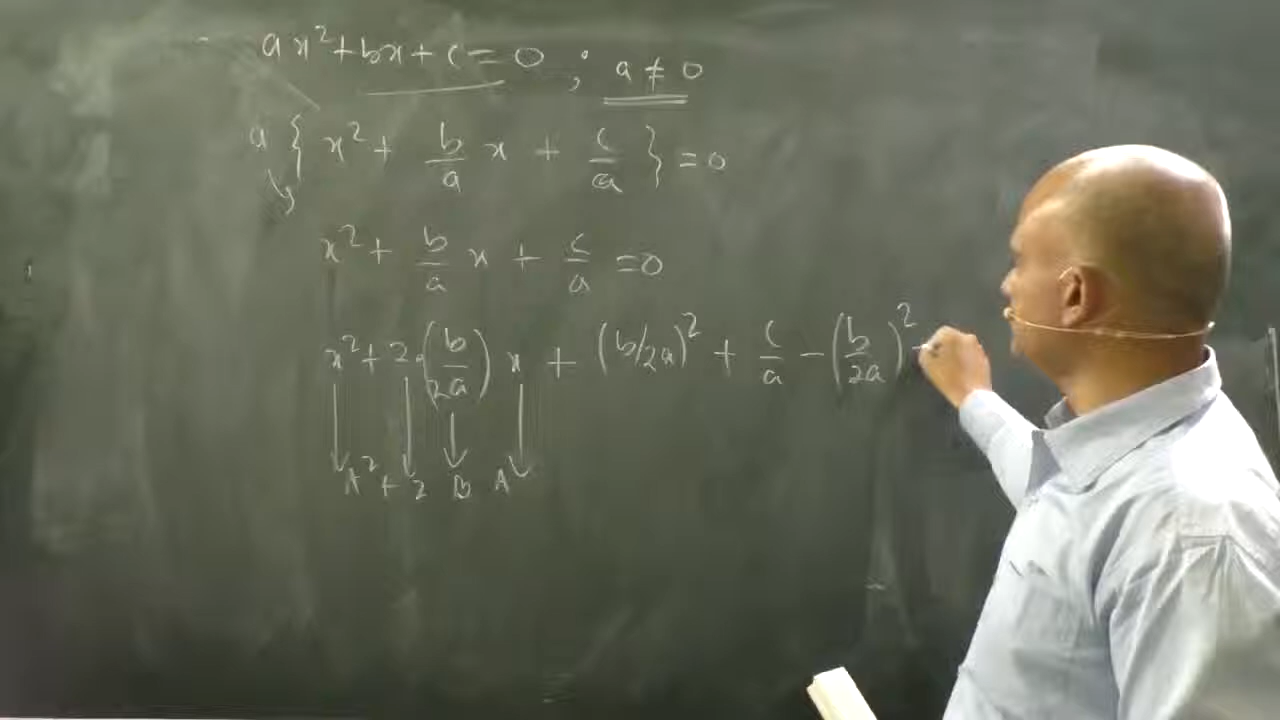 ax²+bx+c=0 ; a≠0
a { x² + b/a x + c/a } =0
x² + b/a x + c/a =0
x²+2·(b/2a) x + (b/2a)² + c/a − (b/2a)²
A² + 2 B A